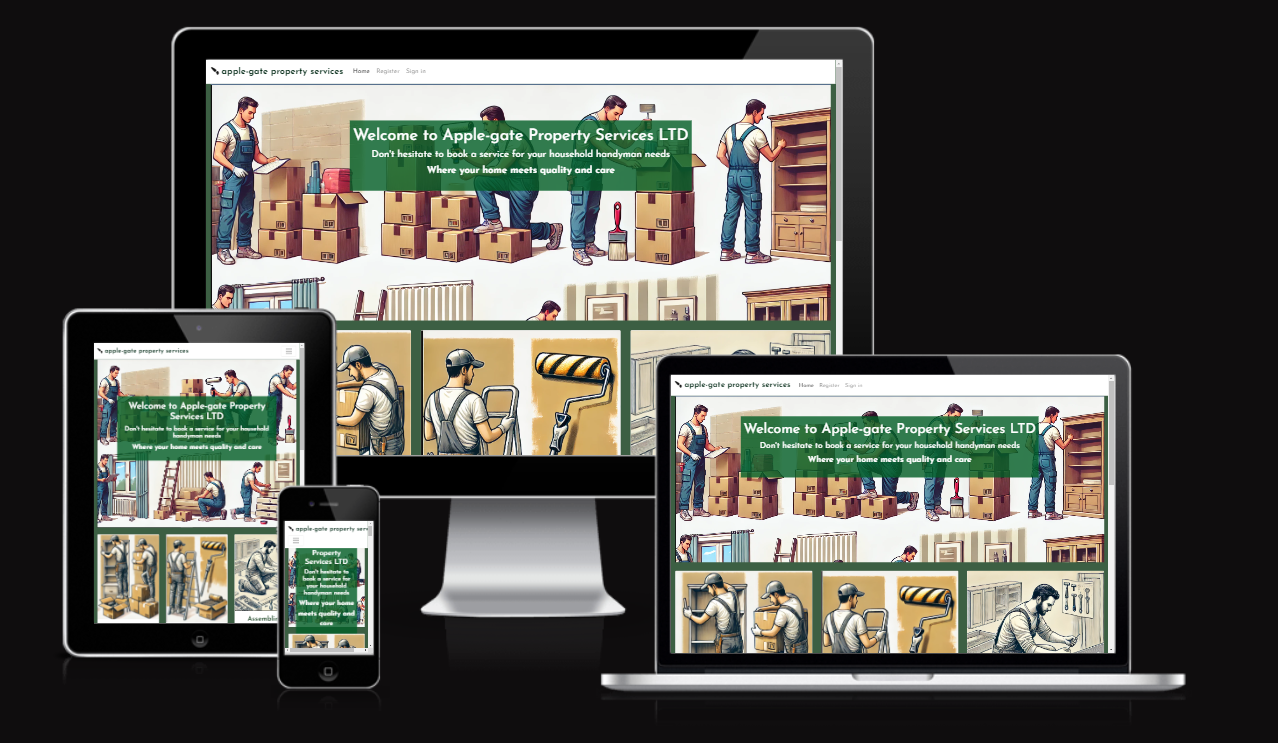 apple-gate property services Home Register Sign in
Welcome to Apple-gate Property Services LTD
Don't hesitate to book a service for your household handyman needs
Where your home meets quality and care
apple-gate property services
Welcome to Apple-gate Property
Services LTD
Don't hesitate to book a service for your household
handyman needs
Where your home meets quality and care
Assemblin
apple-gate property serv
Property
Services LTD
Don't hesitate to
book a service for
your household
handyman needs
Where your home
meets quality and
care
apple-gate property services Home Register Sign in
Welcome to Apple-gate Property Services LTD
Don't hesitate to book a service for your household handyman needs
Where your home meets quality and care